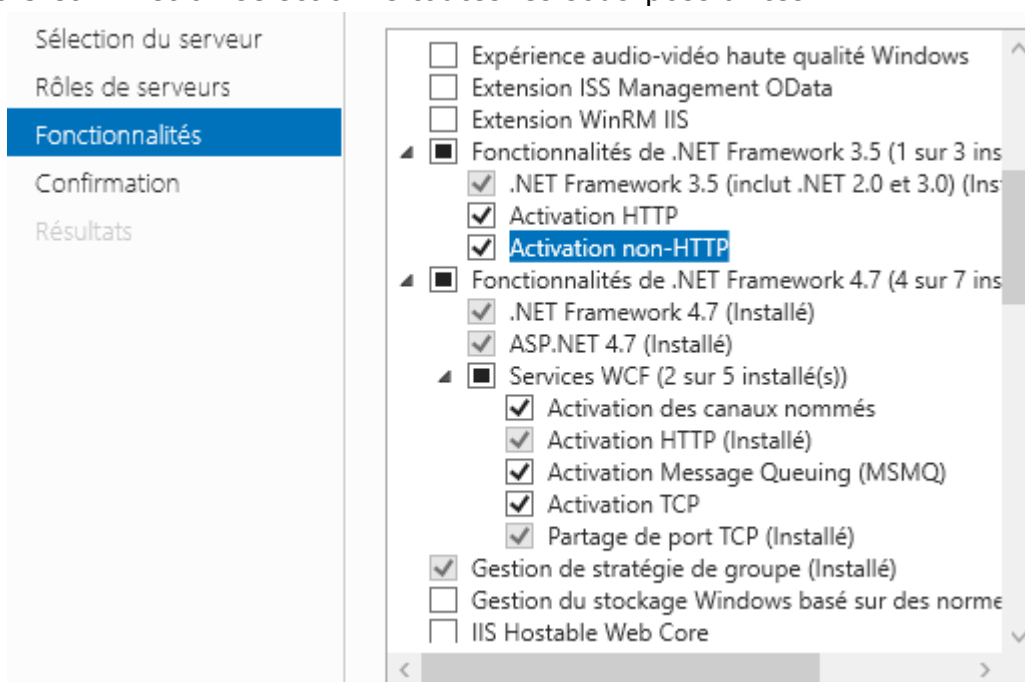 Sélection du serveur
Rôles de serveurs
Fonctionnalités
Confirmation
Résultats
Expérience audio-vidéo haute qualité Windows
Extension ISS Management OData
Extension WinRM IIS
Fonctionnalités de .NET Framework 3.5 (1 sur 3 ins
.NET Framework 3.5 (inclut .NET 2.0 et 3.0) (Ins
Activation HTTP
Activation non-HTTP
Fonctionnalités de .NET Framework 4.7 (4 sur 7 ins
.NET Framework 4.7 (Installé)
ASP.NET 4.7 (Installé)
Services WCF (2 sur 5 installé(s))
Activation des canaux nommés
Activation HTTP (Installé)
Activation Message Queuing (MSMQ)
Activation TCP
Partage de port TCP (Installé)
Gestion de stratégie de groupe (Installé)
Gestion du stockage Windows basé sur des norme
IIS Hostable Web Core